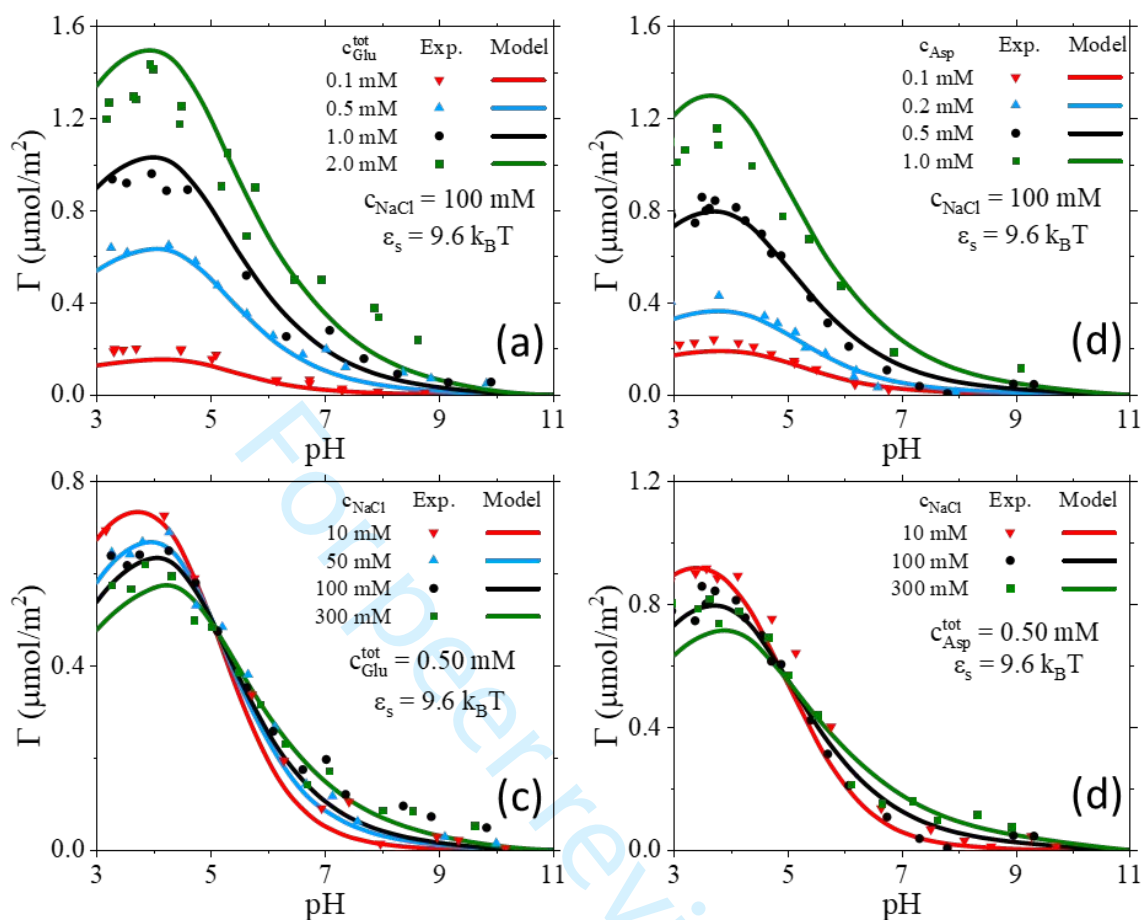 1.6
1.2
0.8
0.4
0.0
Γ (μmol/m²)
c_Glu^tot Exp. Model
0.1 mM
0.5 mM
1.0 mM
2.0 mM
c_NaCl = 100 mM
ε_s = 9.6 k_BT
(a)
3 5 7 9 11
pH
1.6
1.2
0.8
0.4
0.0
Γ (μmol/m²)
c_Asp Exp. Model
0.1 mM
0.2 mM
0.5 mM
1.0 mM
c_NaCl = 100 mM
ε_s = 9.6 k_BT
(d)
3 5 7 9 11
pH
0.8
0.4
0.0
Γ (μmol/m²)
c_NaCl Exp. Model
10 mM
50 mM
100 mM
300 mM
c_Glu^tot = 0.50 mM
ε_s = 9.6 k_BT
(c)
3 5 7 9 11
pH
1.2
0.8
0.4
0.0
Γ (μmol/m²)
c_NaCl Exp. Model
10 mM
100 mM
300 mM
c_Asp^tot = 0.50 mM
ε_s = 9.6 k_BT
(d)
3 5 7 9 11
pH
For peer revi